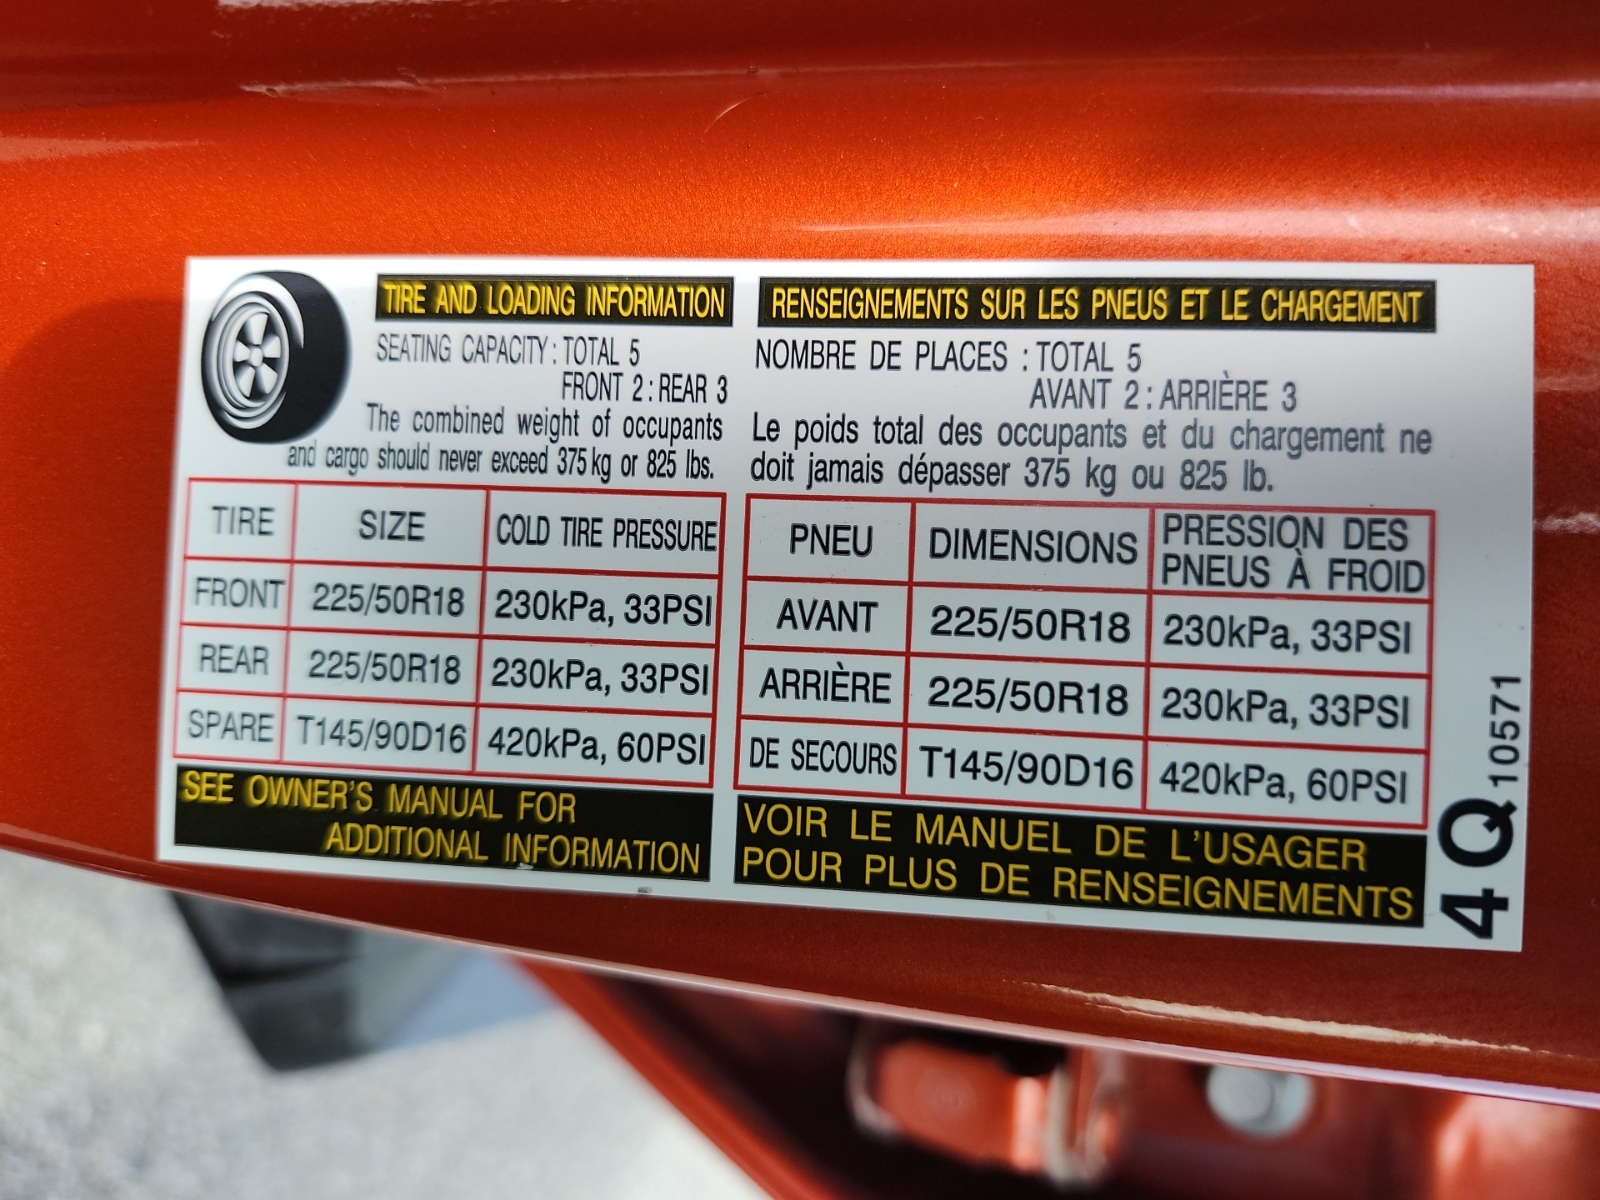 TIRE AND LOADING INFORMATION
SEATING CAPACITY : TOTAL 5
FRONT 2 : REAR 3
The combined weight of occupants
and cargo should never exceed 375 kg or 825 lbs.
TIRE SIZE COLD TIRE PRESSURE
FRONT 225/50R18 230kPa, 33PSI
REAR 225/50R18 230kPa, 33PSI
SPARE T145/90D16 420kPa, 60PSI
SEE OWNER'S MANUAL FOR
ADDITIONAL INFORMATION
RENSEIGNEMENTS SUR LES PNEUS ET LE CHARGEMENT
NOMBRE DE PLACES : TOTAL 5
AVANT 2 : ARRIÈRE 3
Le poids total des occupants et du chargement ne
doit jamais dépasser 375 kg ou 825 lb.
PNEU DIMENSIONS PRESSION DES
PNEUS À FROID
AVANT 225/50R18 230kPa, 33PSI
ARRIÈRE 225/50R18 230kPa, 33PSI
DE SECOURS T145/90D16 420kPa, 60PSI
VOIR LE MANUEL DE L'USAGER
POUR PLUS DE RENSEIGNEMENTS
4Q 10571